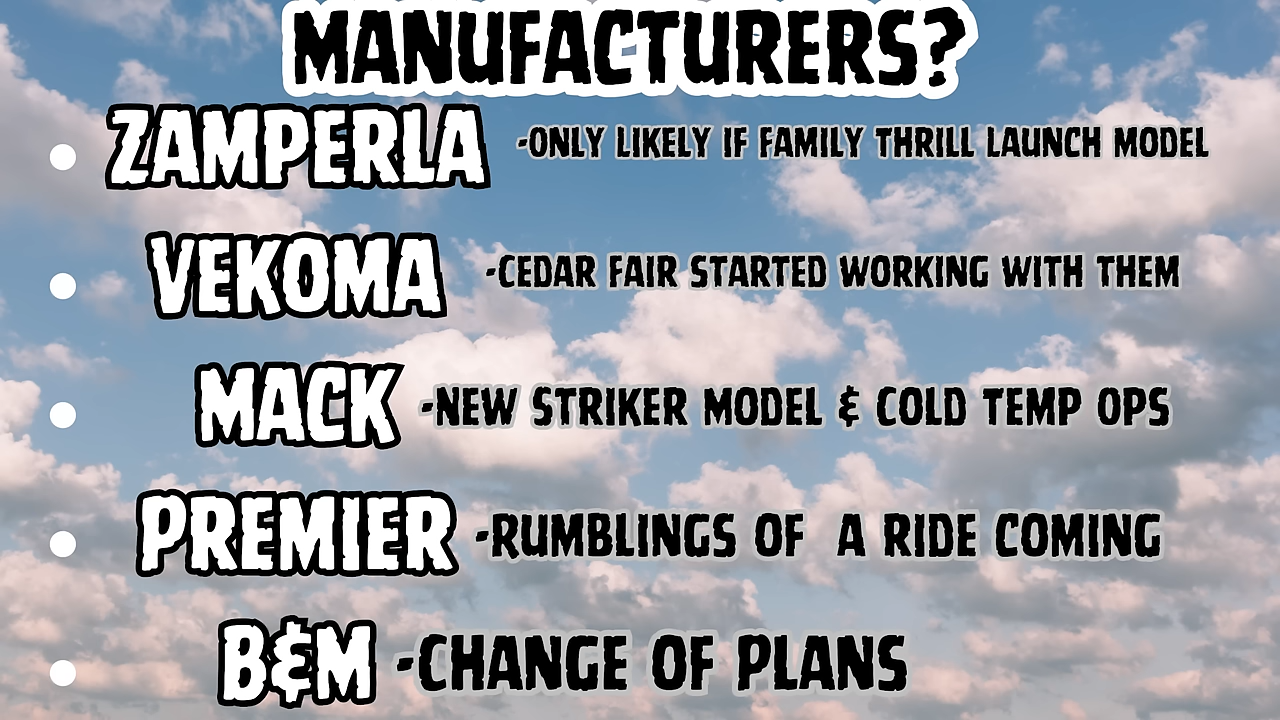 MANUFACTURERS?
ZAMPERLA -ONLY LIKELY IF FAMILY THRILL LAUNCH MODEL
VEKOMA -CEDAR FAIR STARTED WORKING WITH THEM
MACK -NEW STRIKER MODEL & COLD TEMP OPS
PREMIER -RUMBLINGS OF A RIDE COMING
B&M -CHANGE OF PLANS